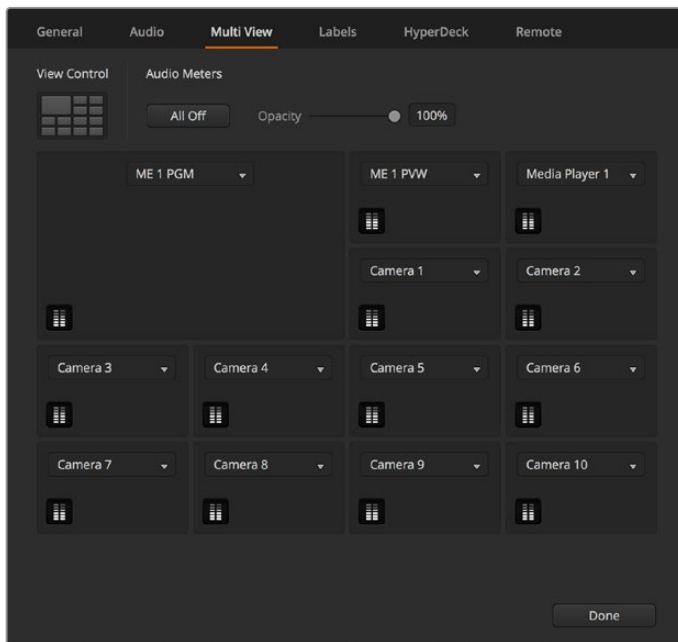 General Audio Multi View Labels HyperDeck Remote
View Control Audio Meters
All Off Opacity 100%
ME 1 PGM ME 1 PVW Media Player 1
Camera 1 Camera 2
Camera 3 Camera 4 Camera 5 Camera 6
Camera 7 Camera 8 Camera 9 Camera 10
Done